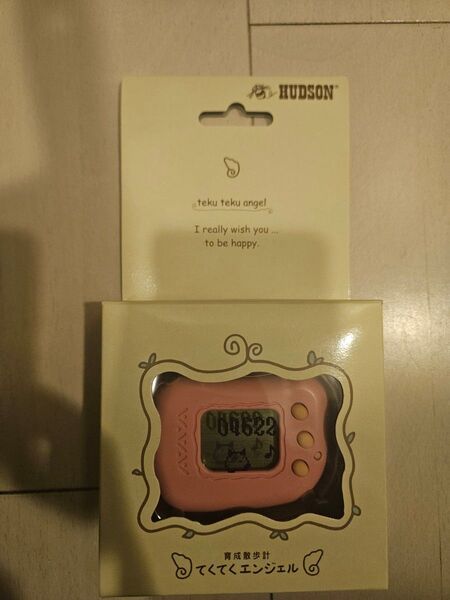 HUDSON
teku teku angel
I really wish you ...
to be happy.
04622
育成散歩計
てくてくエンジェル